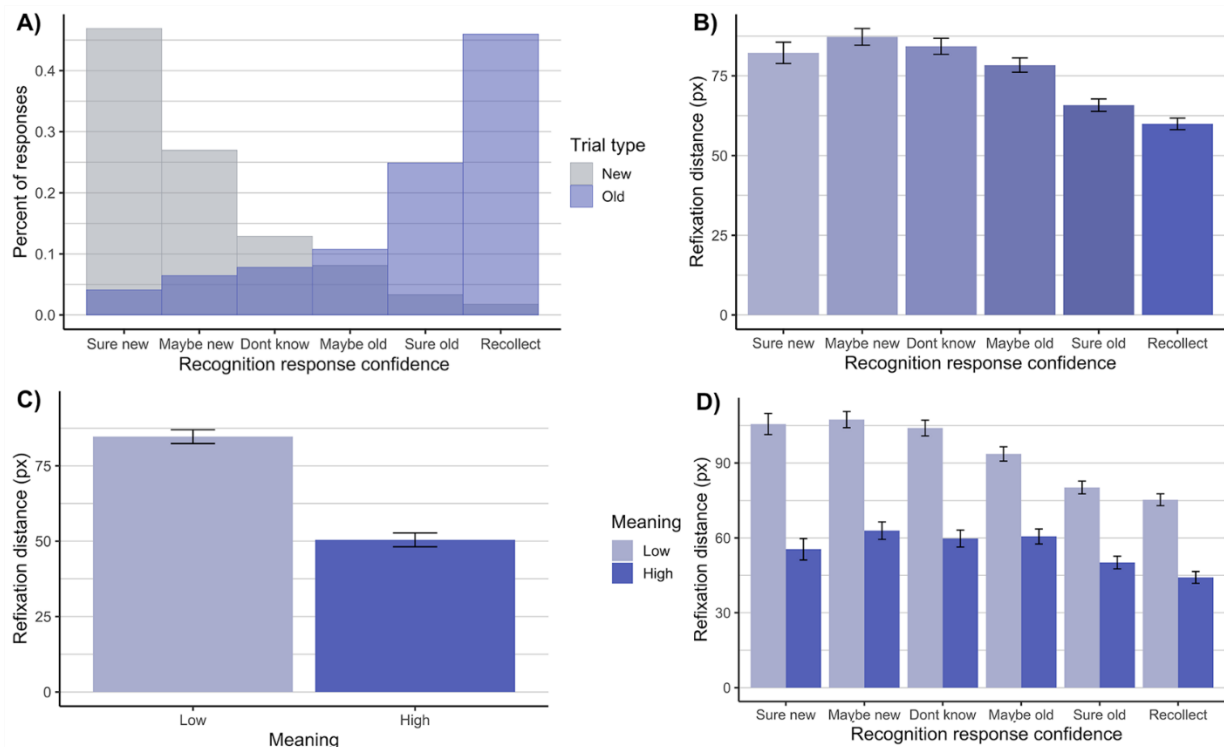 A)
Percent of responses
0.4
0.3
0.2
0.1
0.0
Sure new Maybe new Dont know Maybe old Sure old Recollect
Recognition response confidence
Trial type
New
Old
B)
Refixation distance (px)
75
50
25
0
Sure new Maybe new Dont know Maybe old Sure old Recollect
Recognition response confidence
C)
Refixation distance (px)
75
50
25
0
Low High
Meaning
D)
Refixation distance (px)
90
60
30
0
Sure new Maybe new Dont know Maybe old Sure old Recollect
Recognition response confidence
Meaning
Low
High